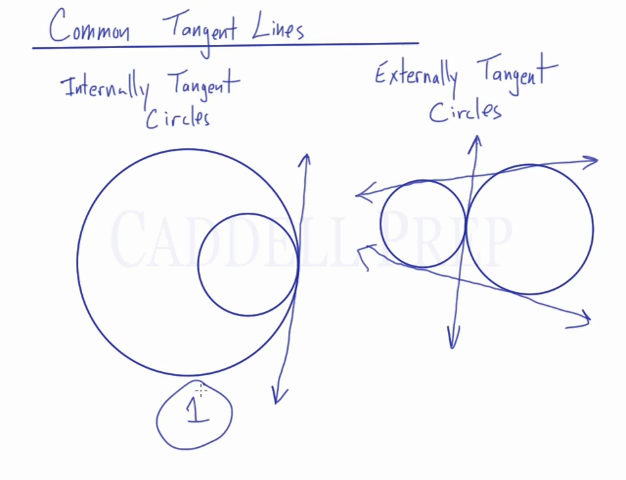 Common Tangent Lines
Internally Tangent
Circles
Externally Tangent
Circles
CADDELL PREP
1